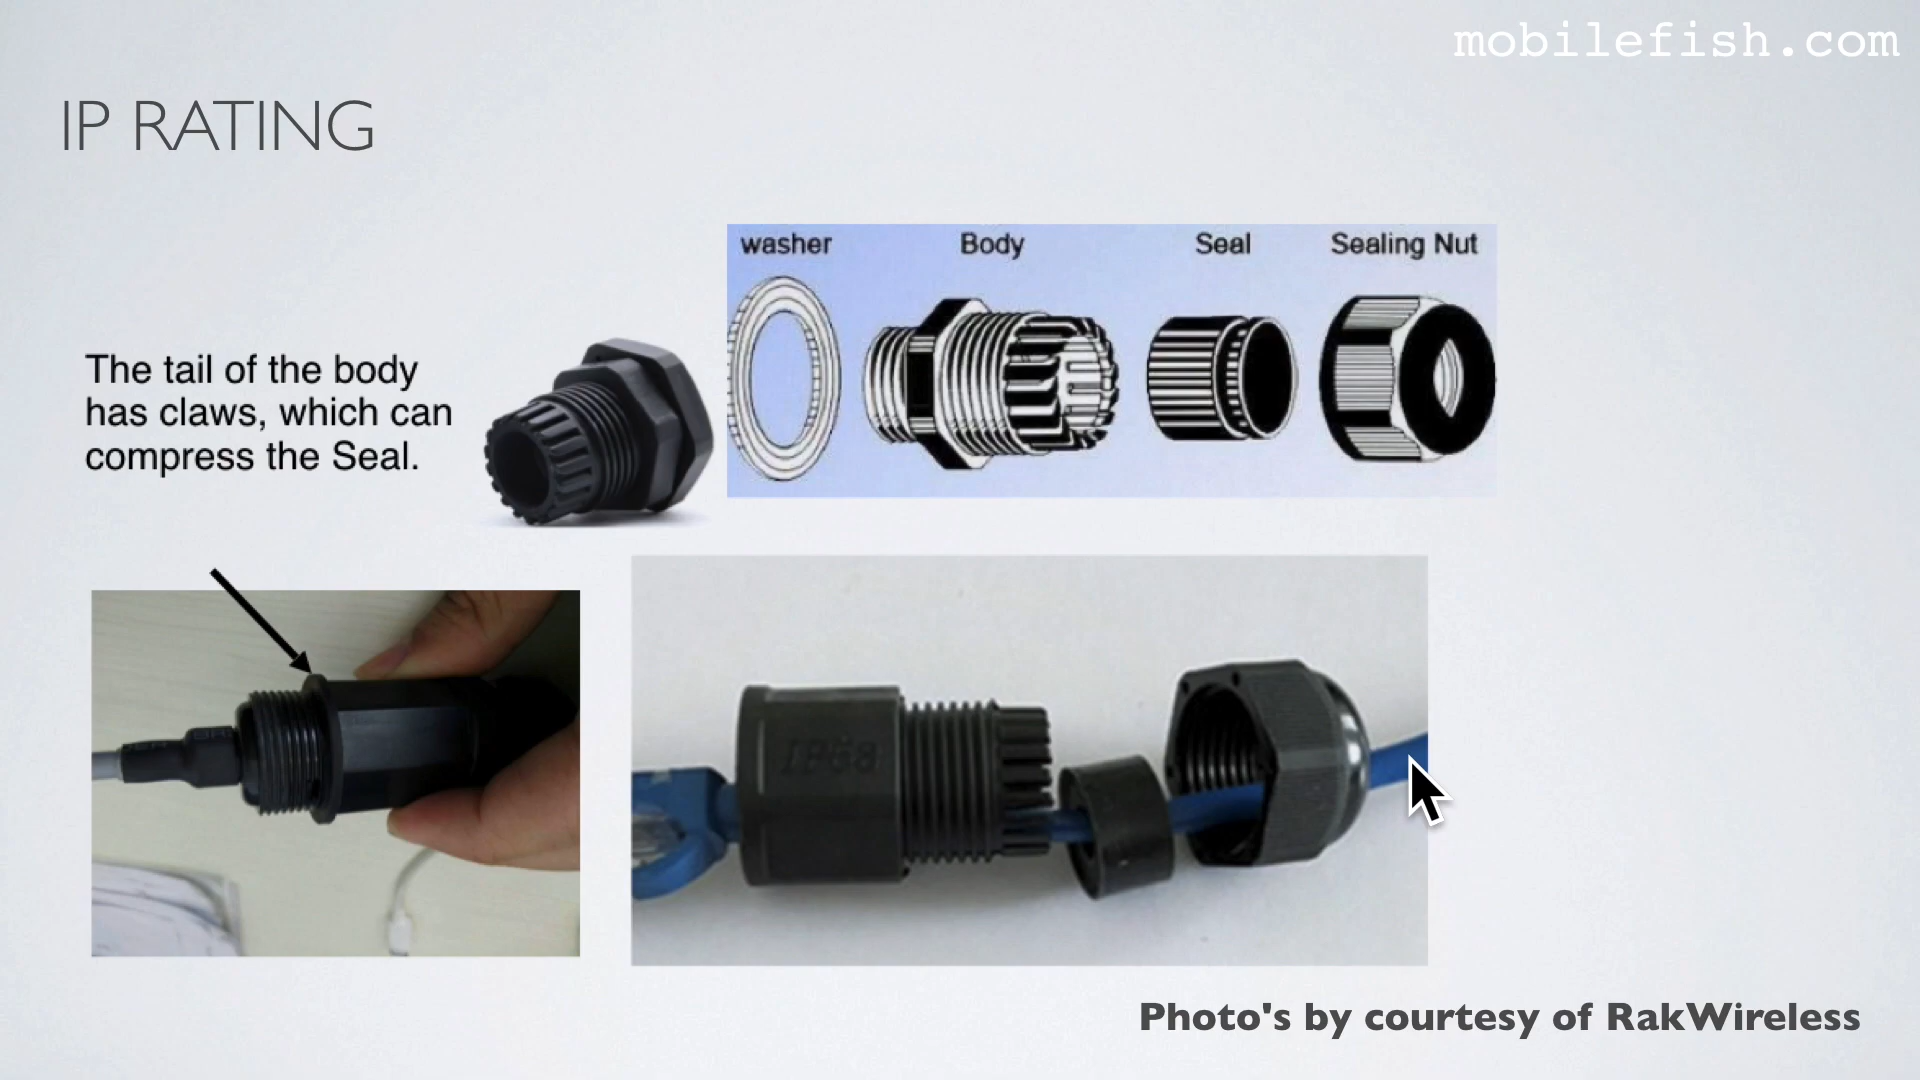 mobilefish.com
IP RATING
washer Body Seal Sealing Nut
The tail of the body
has claws, which can
compress the Seal.
IP68
Photo's by courtesy of RakWireless